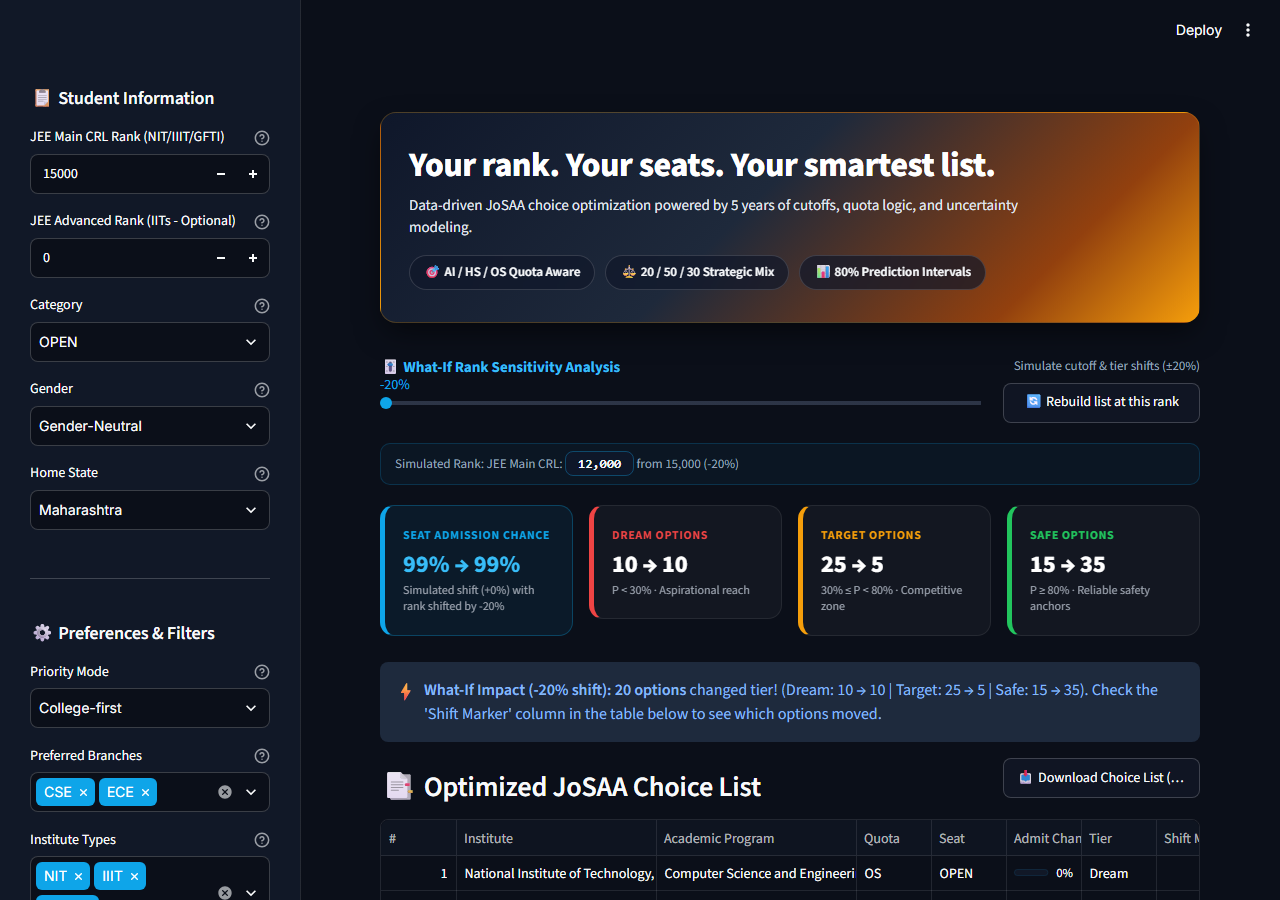 Deploy
Student Information
JEE Main CRL Rank (NIT/IIIT/GFTI)
15000
JEE Advanced Rank (IITs - Optional)
0
Category
OPEN
Gender
Gender-Neutral
Home State
Maharashtra
Preferences & Filters
Priority Mode
College-first
Preferred Branches
CSE × ECE ×
Institute Types
NIT × IIIT ×
Your rank. Your seats. Your smartest list.
Data-driven JoSAA choice optimization powered by 5 years of cutoffs, quota logic, and uncertainty
modeling.
AI / HS / OS Quota Aware
20 / 50 / 30 Strategic Mix
80% Prediction Intervals
What-If Rank Sensitivity Analysis
Simulate cutoff & tier shifts (±20%)
-20%
Rebuild list at this rank
Simulated Rank: JEE Main CRL: 12,000 from 15,000 (-20%)
SEAT ADMISSION CHANCE
99% → 99%
Simulated shift (+0%) with
rank shifted by -20%
DREAM OPTIONS
10 → 10
P < 30% · Aspirational reach
TARGET OPTIONS
25 → 5
30% ≤ P < 80% · Competitive
zone
SAFE OPTIONS
15 → 35
P ≥ 80% · Reliable safety
anchors
What-If Impact (-20% shift): 20 options changed tier! (Dream: 10 → 10 | Target: 25 → 5 | Safe: 15 → 35). Check the
'Shift Marker' column in the table below to see which options moved.
Optimized JoSAA Choice List
Download Choice List (...
# Institute Academic Program Quota Seat Admit Chan Tier Shift M
1 National Institute of Technology, Computer Science and Engineeri OS OPEN 0% Dream